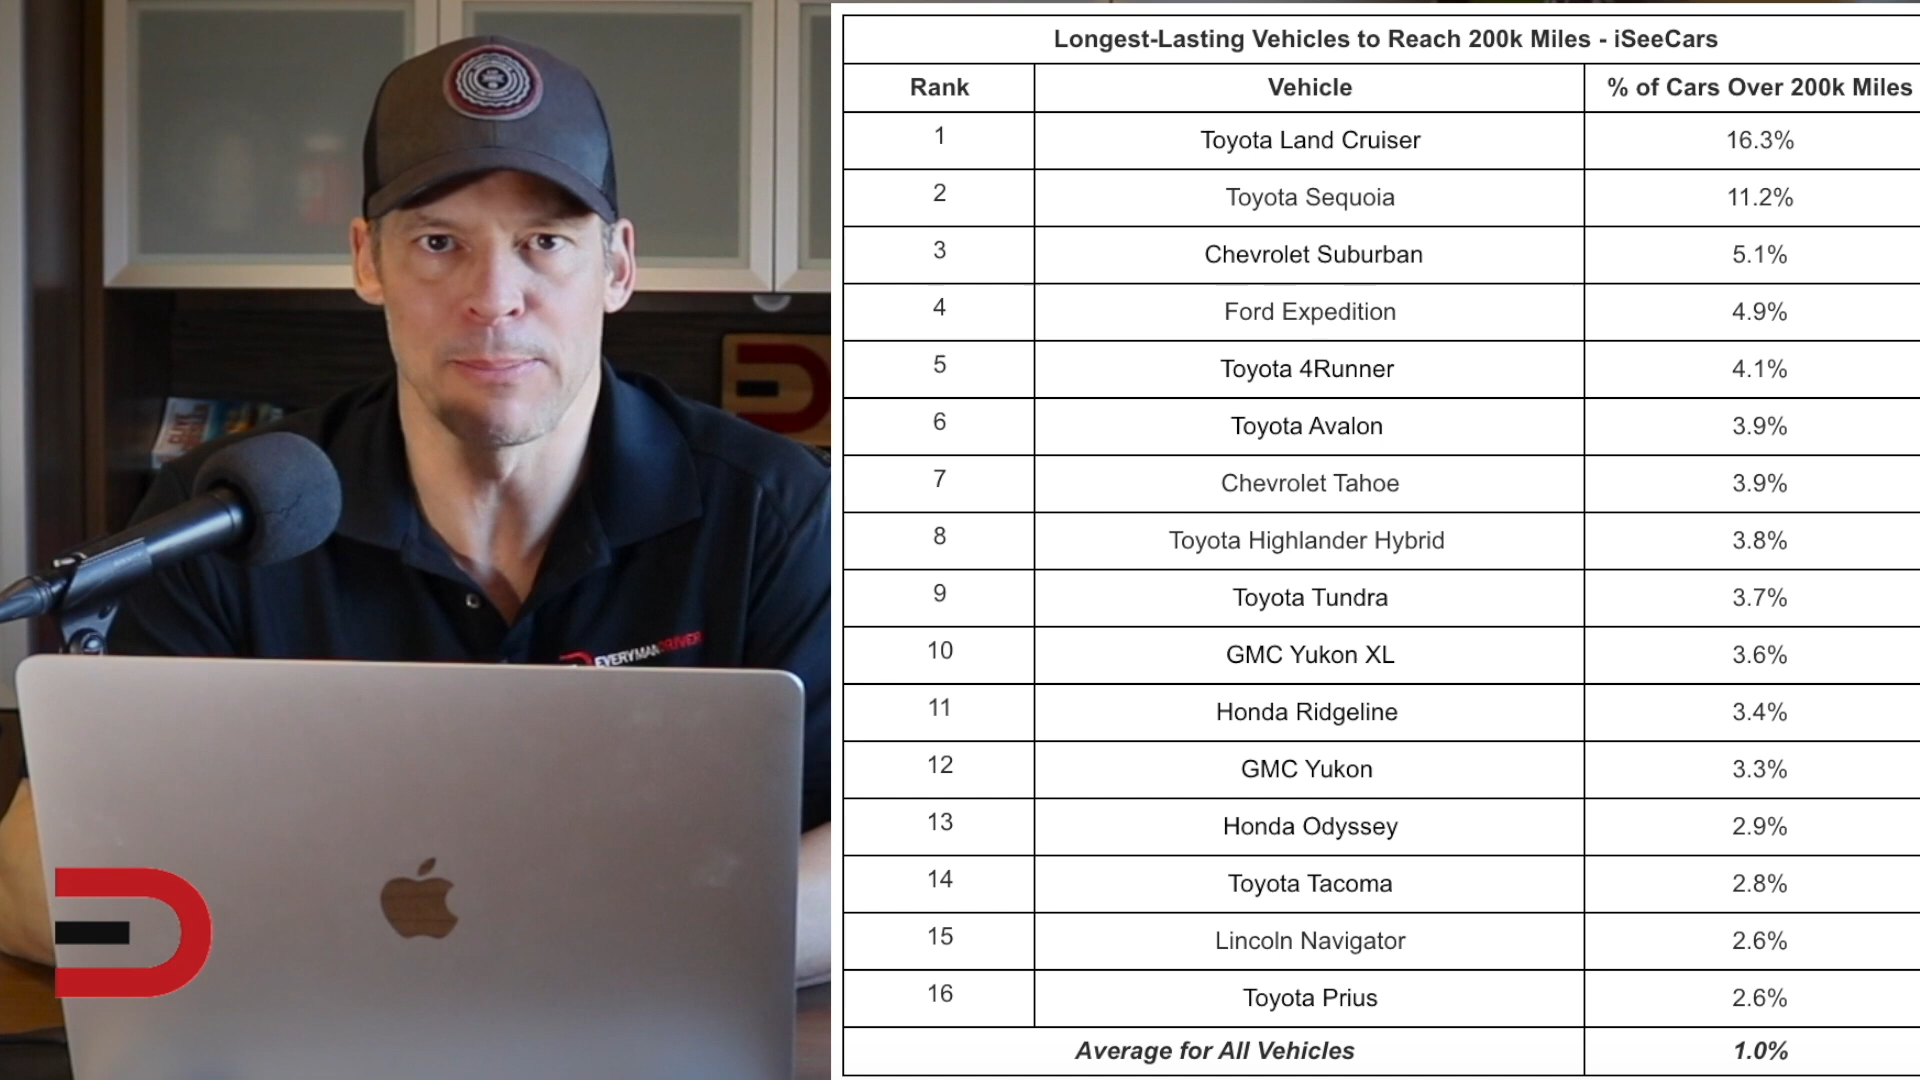 EVERYMANDRIVER
Longest-Lasting Vehicles to Reach 200k Miles - iSeeCars
Rank Vehicle % of Cars Over 200k Miles
1 Toyota Land Cruiser 16.3%
2 Toyota Sequoia 11.2%
3 Chevrolet Suburban 5.1%
4 Ford Expedition 4.9%
5 Toyota 4Runner 4.1%
6 Toyota Avalon 3.9%
7 Chevrolet Tahoe 3.9%
8 Toyota Highlander Hybrid 3.8%
9 Toyota Tundra 3.7%
10 GMC Yukon XL 3.6%
11 Honda Ridgeline 3.4%
12 GMC Yukon 3.3%
13 Honda Odyssey 2.9%
14 Toyota Tacoma 2.8%
15 Lincoln Navigator 2.6%
16 Toyota Prius 2.6%
Average for All Vehicles 1.0%